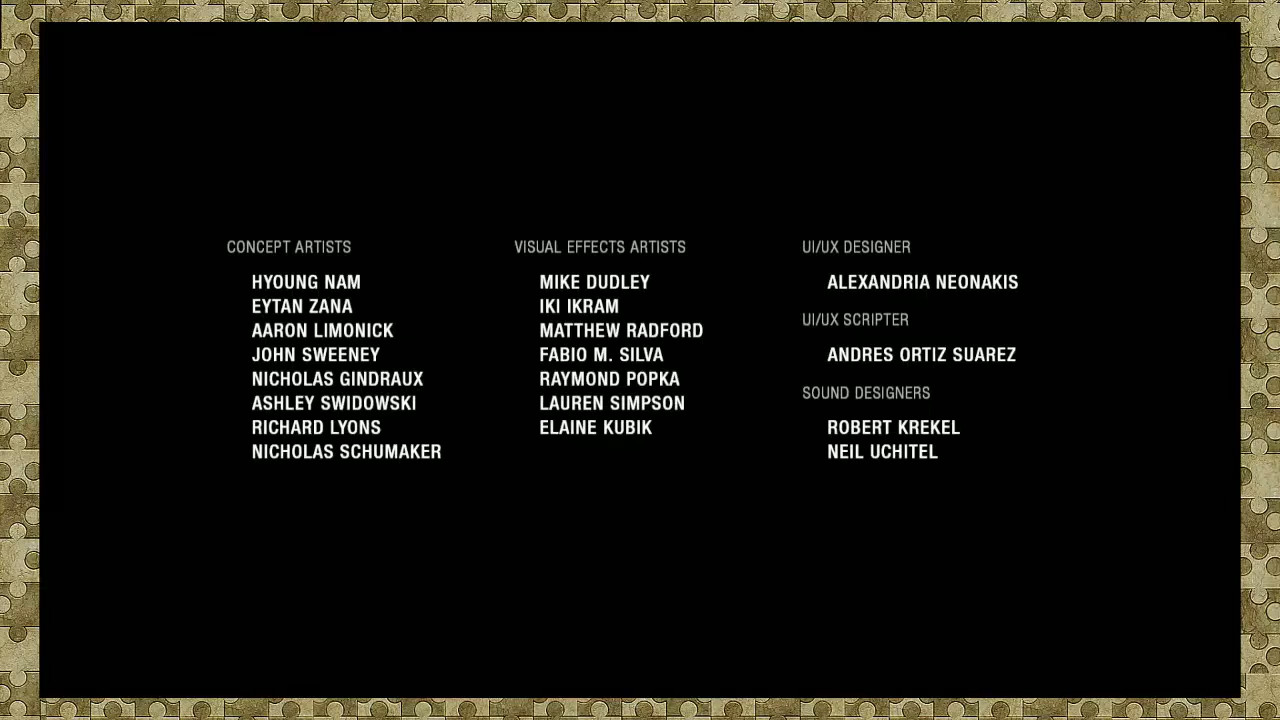 CONCEPT ARTISTS
HYOUNG NAM
EYTAN ZANA
AARON LIMONICK
JOHN SWEENEY
NICHOLAS GINDRAUX
ASHLEY SWIDOWSKI
RICHARD LYONS
NICHOLAS SCHUMAKER
VISUAL EFFECTS ARTISTS
MIKE DUDLEY
IKI IKRAM
MATTHEW RADFORD
FABIO M. SILVA
RAYMOND POPKA
LAUREN SIMPSON
ELAINE KUBIK
UI/UX DESIGNER
ALEXANDRIA NEONAKIS
UI/UX SCRIPTER
ANDRES ORTIZ SUAREZ
SOUND DESIGNERS
ROBERT KREKEL
NEIL UCHITEL